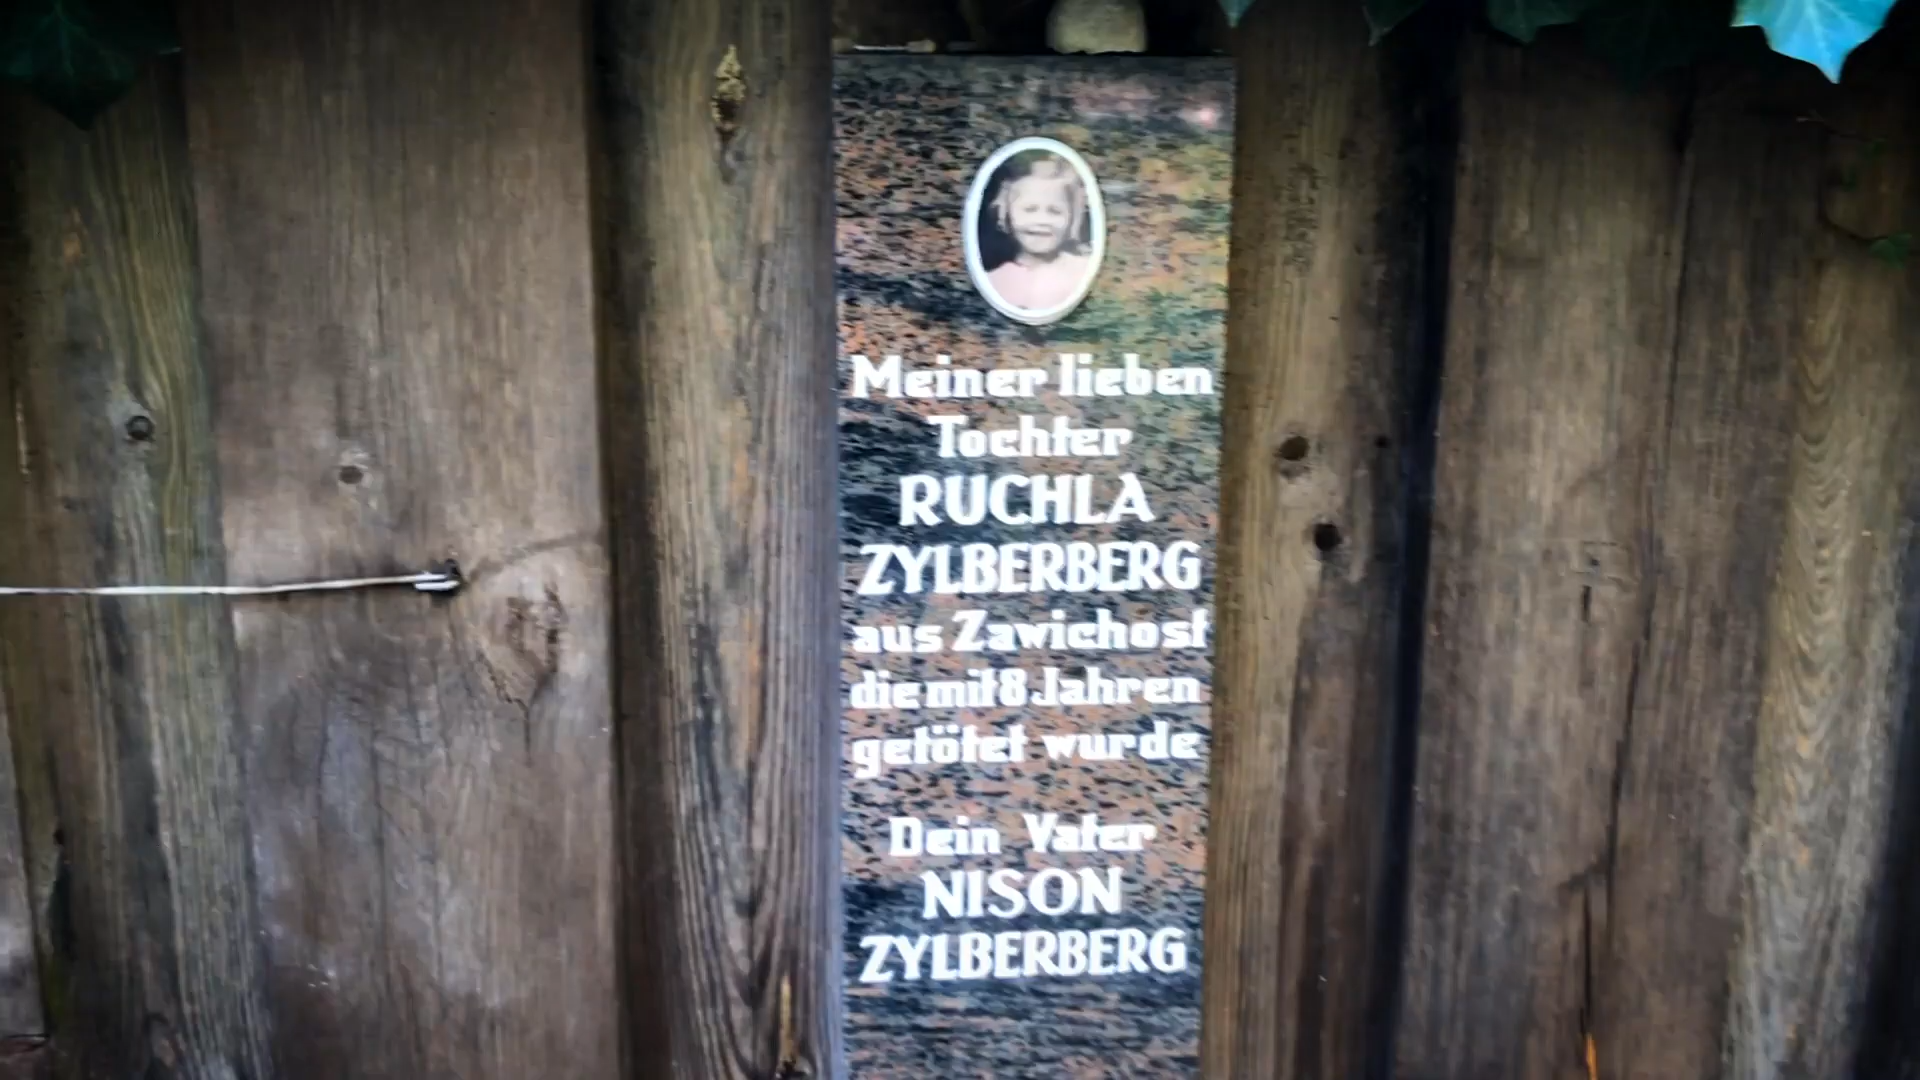 Meiner lieben
Tochter
RUCHLA
ZYLBERBERG
aus Zawichost
die mit 8 Jahren
getötet wurde
Dein Vater
NISON
ZYLBERBERG